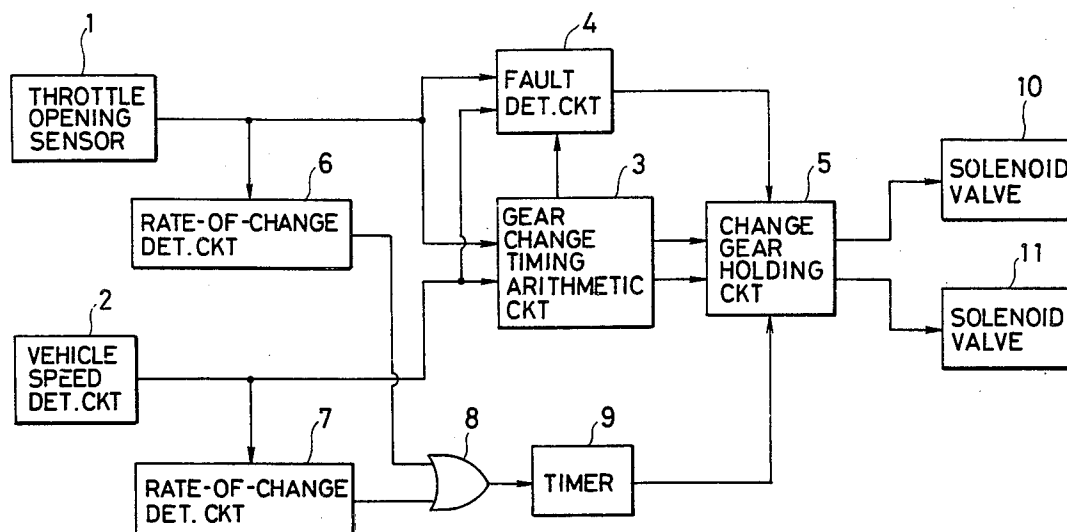 1
THROTTLE
OPENING
SENSOR
4
FAULT
DET.CKT
10
SOLENOID
VALVE
6
RATE-OF-CHANGE
DET.CKT
3
GEAR
CHANGE
TIMING
ARITHMETIC
CKT
5
CHANGE
GEAR
HOLDING
CKT
11
SOLENOID
VALVE
2
VEHICLE
SPEED
DET.CKT
7
RATE-OF-CHANGE
DET.CKT
8
9
TIMER